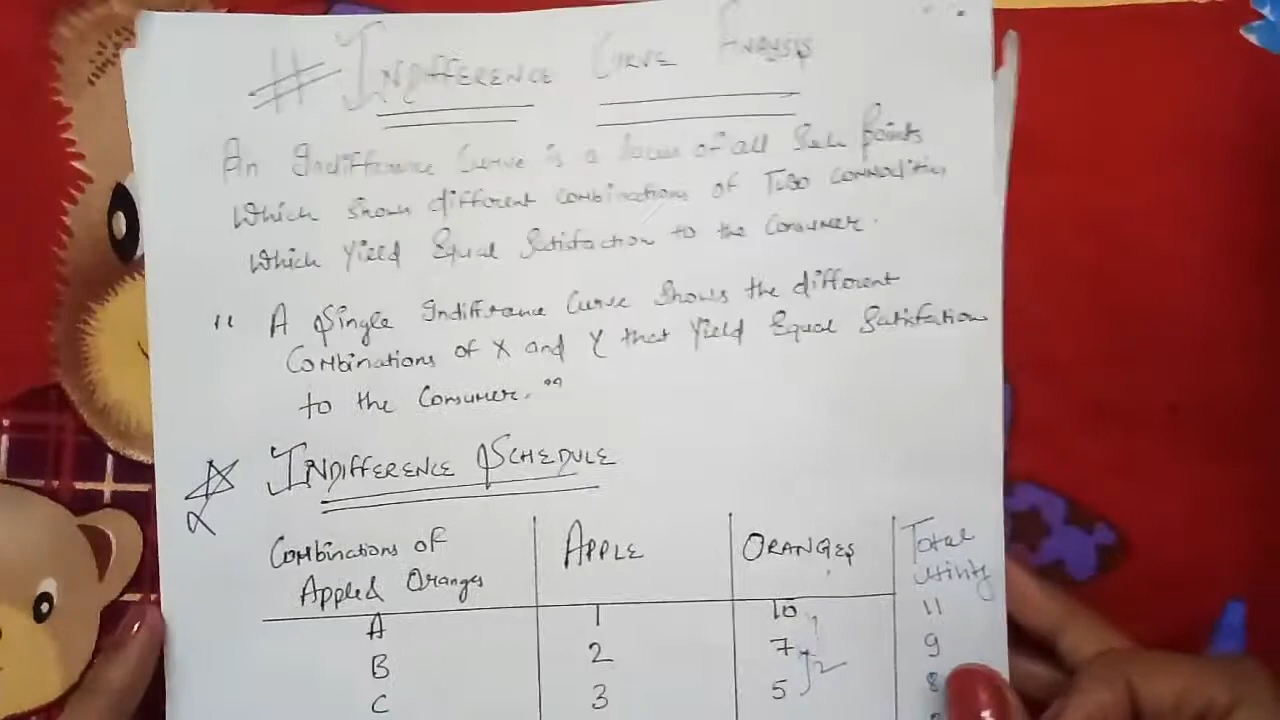 # INDIFFERENCE CURVE ANALYSIS
An Indifference Curve is a locus of all Such Points
Which shows different combinations of Two commodities
Which Yield Equal Satisfaction to the Consumer.
" A Single Indifference Curve Shows the different
Combinations of X and Y that Yield Equal Satisfation
to the Consumer."
INDIFFERENCE SCHEDULE
Combinations of Apple & Oranges | APPLE | ORANGES | Total Utility
A | 1 | 10 | 11
B | 2 | 7 | 9
C | 3 | 5 | 8
2